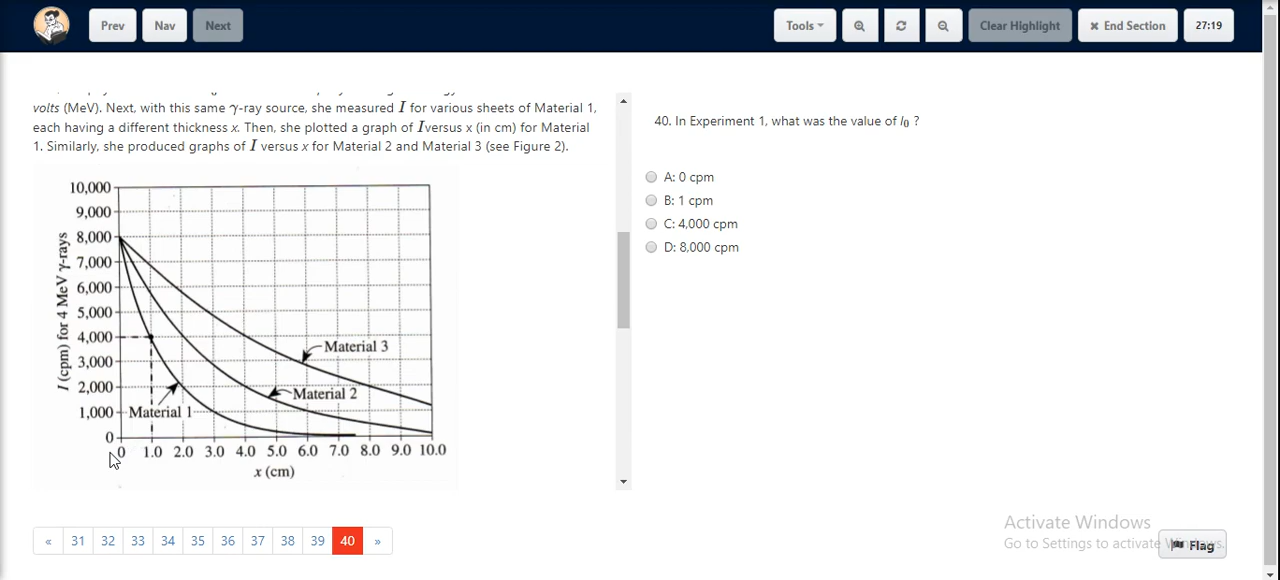 Prev Nav Next Tools Clear Highlight ✖ End Section 27:19
volts (MeV). Next, with this same γ-ray source, she measured I for various sheets of Material 1,
each having a different thickness x. Then, she plotted a graph of Iversus x (in cm) for Material
1. Similarly, she produced graphs of I versus x for Material 2 and Material 3 (see Figure 2).
10,000
9,000
8,000
7,000
6,000
5,000
4,000
3,000
2,000
1,000
0
I (cpm) for 4 MeV γ-rays
Material 3
Material 2
Material 1
0 1.0 2.0 3.0 4.0 5.0 6.0 7.0 8.0 9.0 10.0
x (cm)
40. In Experiment 1, what was the value of I₀ ?
A: 0 cpm
B: 1 cpm
C: 4,000 cpm
D: 8,000 cpm
« 31 32 33 34 35 36 37 38 39 40 »
Activate Windows
Go to Settings to activate
Flag